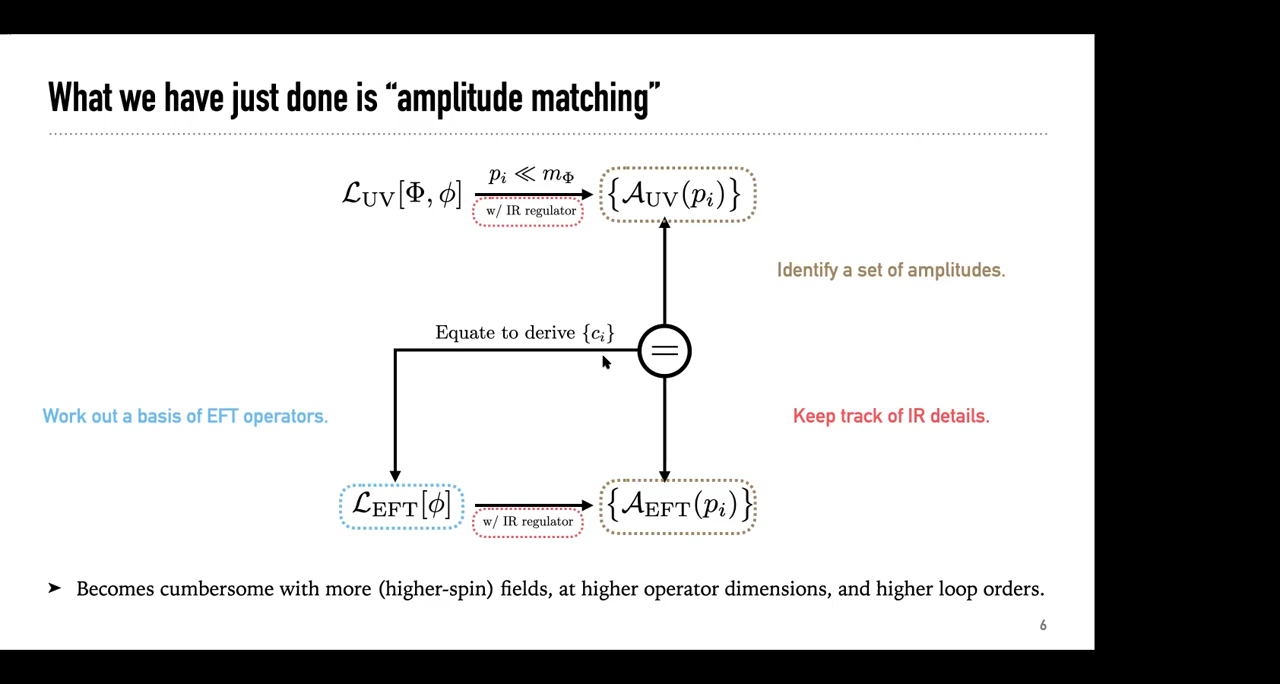 What we have just done is “amplitude matching”
ℒ_UV[Φ, ϕ]
p_i ≪ m_Φ
w/ IR regulator
{𝒜_UV(p_i)}
Identify a set of amplitudes.
Equate to derive {c_i}
=
Work out a basis of EFT operators.
Keep track of IR details.
ℒ_EFT[ϕ]
w/ IR regulator
{𝒜_EFT(p_i)}
➤ Becomes cumbersome with more (higher-spin) fields, at higher operator dimensions, and higher loop orders.
6